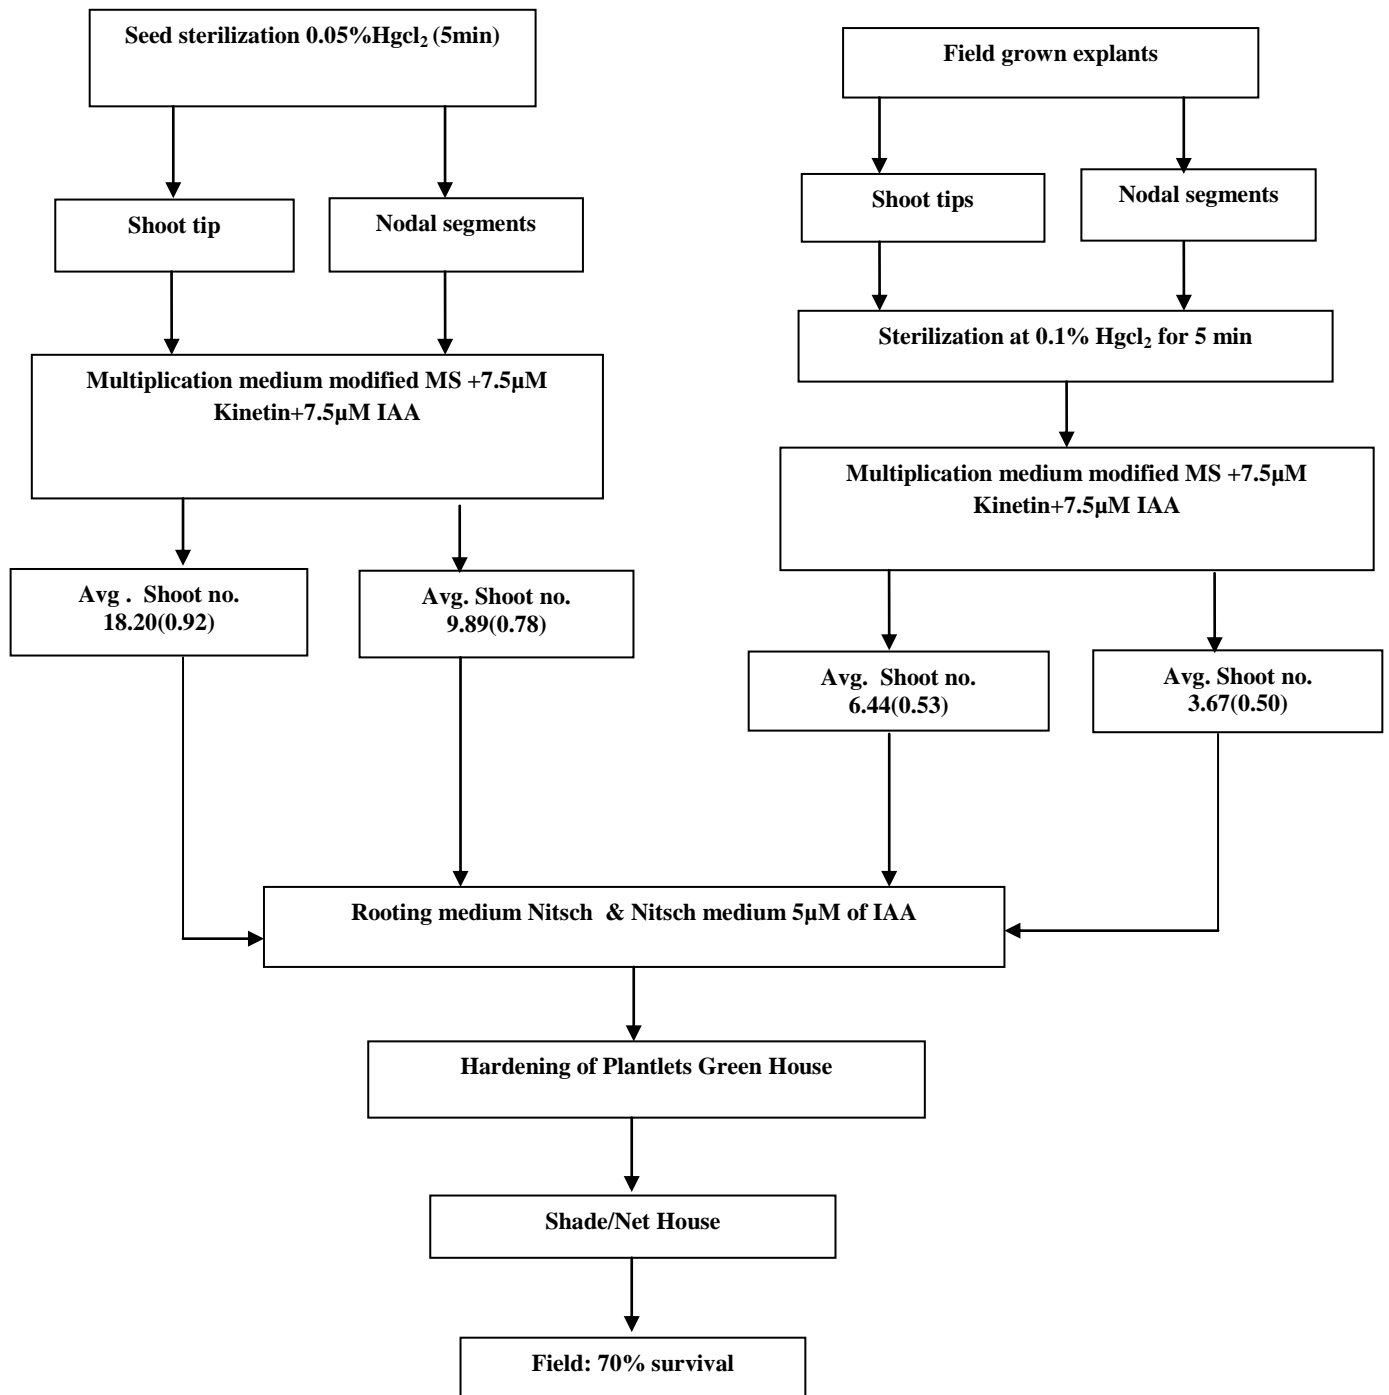 Seed sterilization 0.05%Hgcl₂ (5min)
Field grown explants
Shoot tip
Nodal segments
Shoot tips
Nodal segments
Sterilization at 0.1% Hgcl₂ for 5 min
Multiplication medium modified MS +7.5µM
Kinetin+7.5µM IAA
Multiplication medium modified MS +7.5µM
Kinetin+7.5µM IAA
Avg . Shoot no.
18.20(0.92)
Avg. Shoot no.
9.89(0.78)
Avg. Shoot no.
6.44(0.53)
Avg. Shoot no.
3.67(0.50)
Rooting medium Nitsch & Nitsch medium 5µM of IAA
Hardening of Plantlets Green House
Shade/Net House
Field: 70% survival